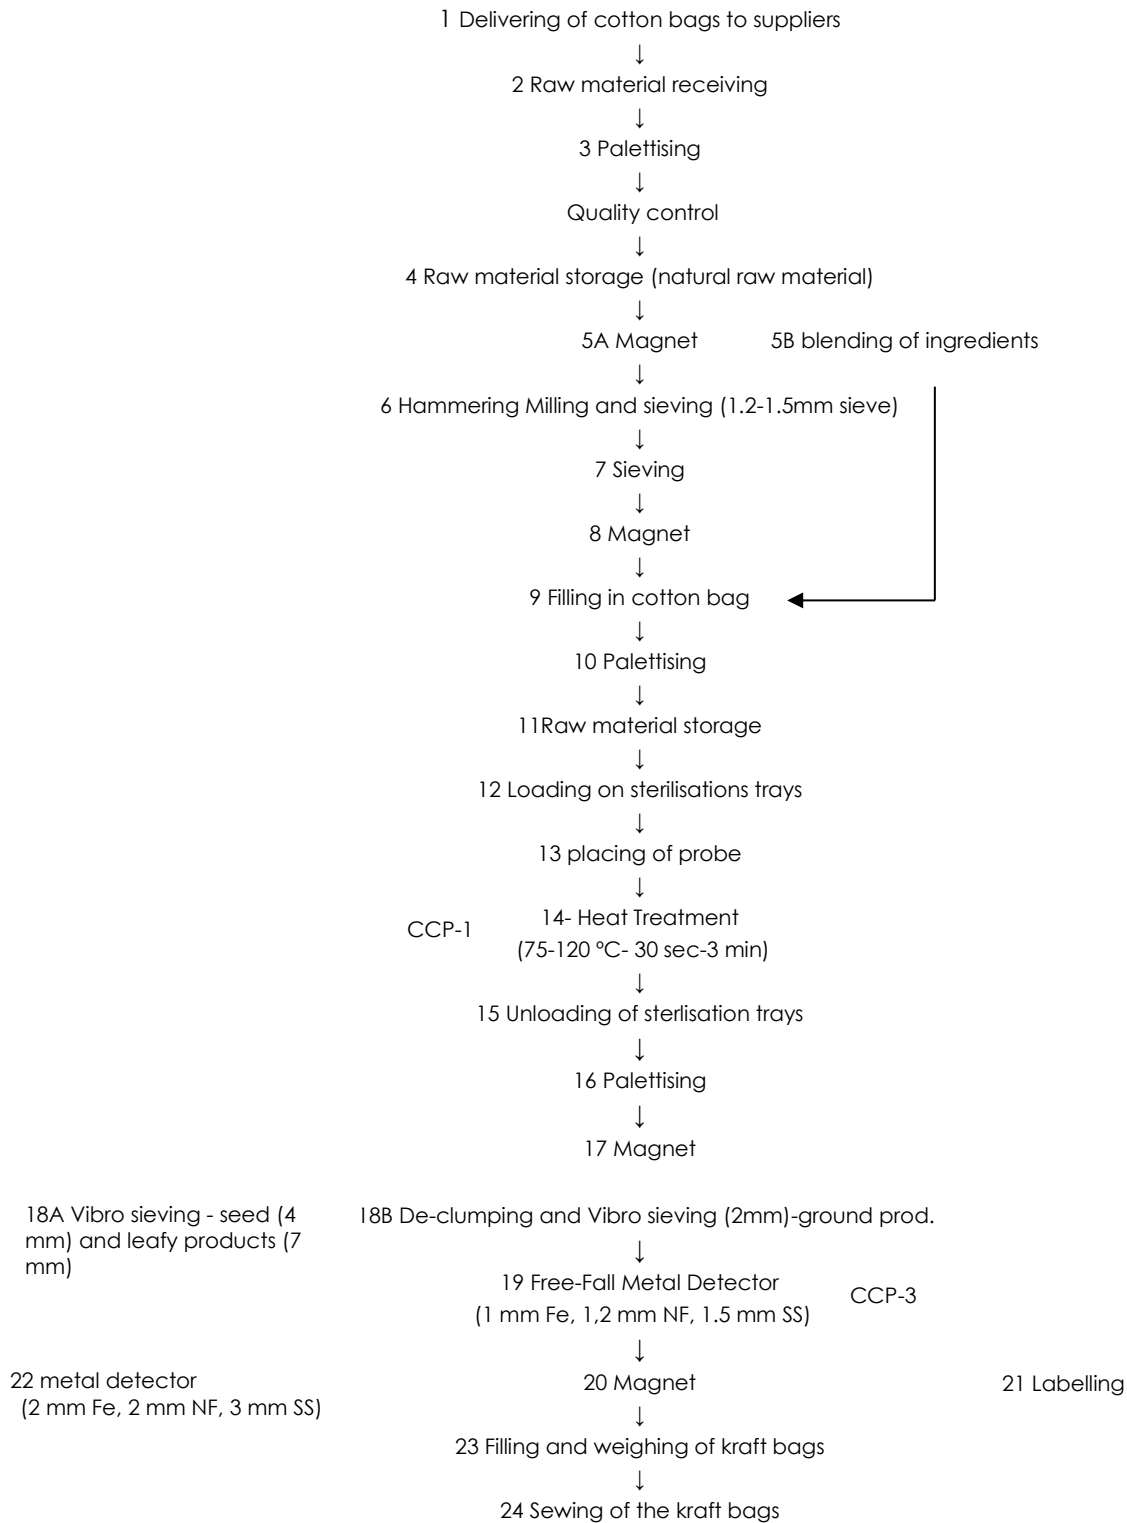 1 Delivering of cotton bags to suppliers
↓
2 Raw material receiving
↓
3 Palettising
↓
Quality control
↓
4 Raw material storage (natural raw material)
↓
5A Magnet 5B blending of ingredients
↓
6 Hammering Milling and sieving (1.2-1.5mm sieve)
↓
7 Sieving
↓
8 Magnet
↓
9 Filling in cotton bag
↓
10 Palettising
↓
11Raw material storage
↓
12 Loading on sterilisations trays
↓
13 placing of probe
↓
CCP-1 14- Heat Treatment
(75-120 ºC- 30 sec-3 min)
↓
15 Unloading of sterlisation trays
↓
16 Palettising
↓
17 Magnet
18A Vibro sieving - seed (4
mm) and leafy products (7
mm)
18B De-clumping and Vibro sieving (2mm)-ground prod.
↓
19 Free-Fall Metal Detector
(1 mm Fe, 1,2 mm NF, 1.5 mm SS)
CCP-3
↓
22 metal detector
(2 mm Fe, 2 mm NF, 3 mm SS)
20 Magnet
21 Labelling
↓
23 Filling and weighing of kraft bags
↓
24 Sewing of the kraft bags